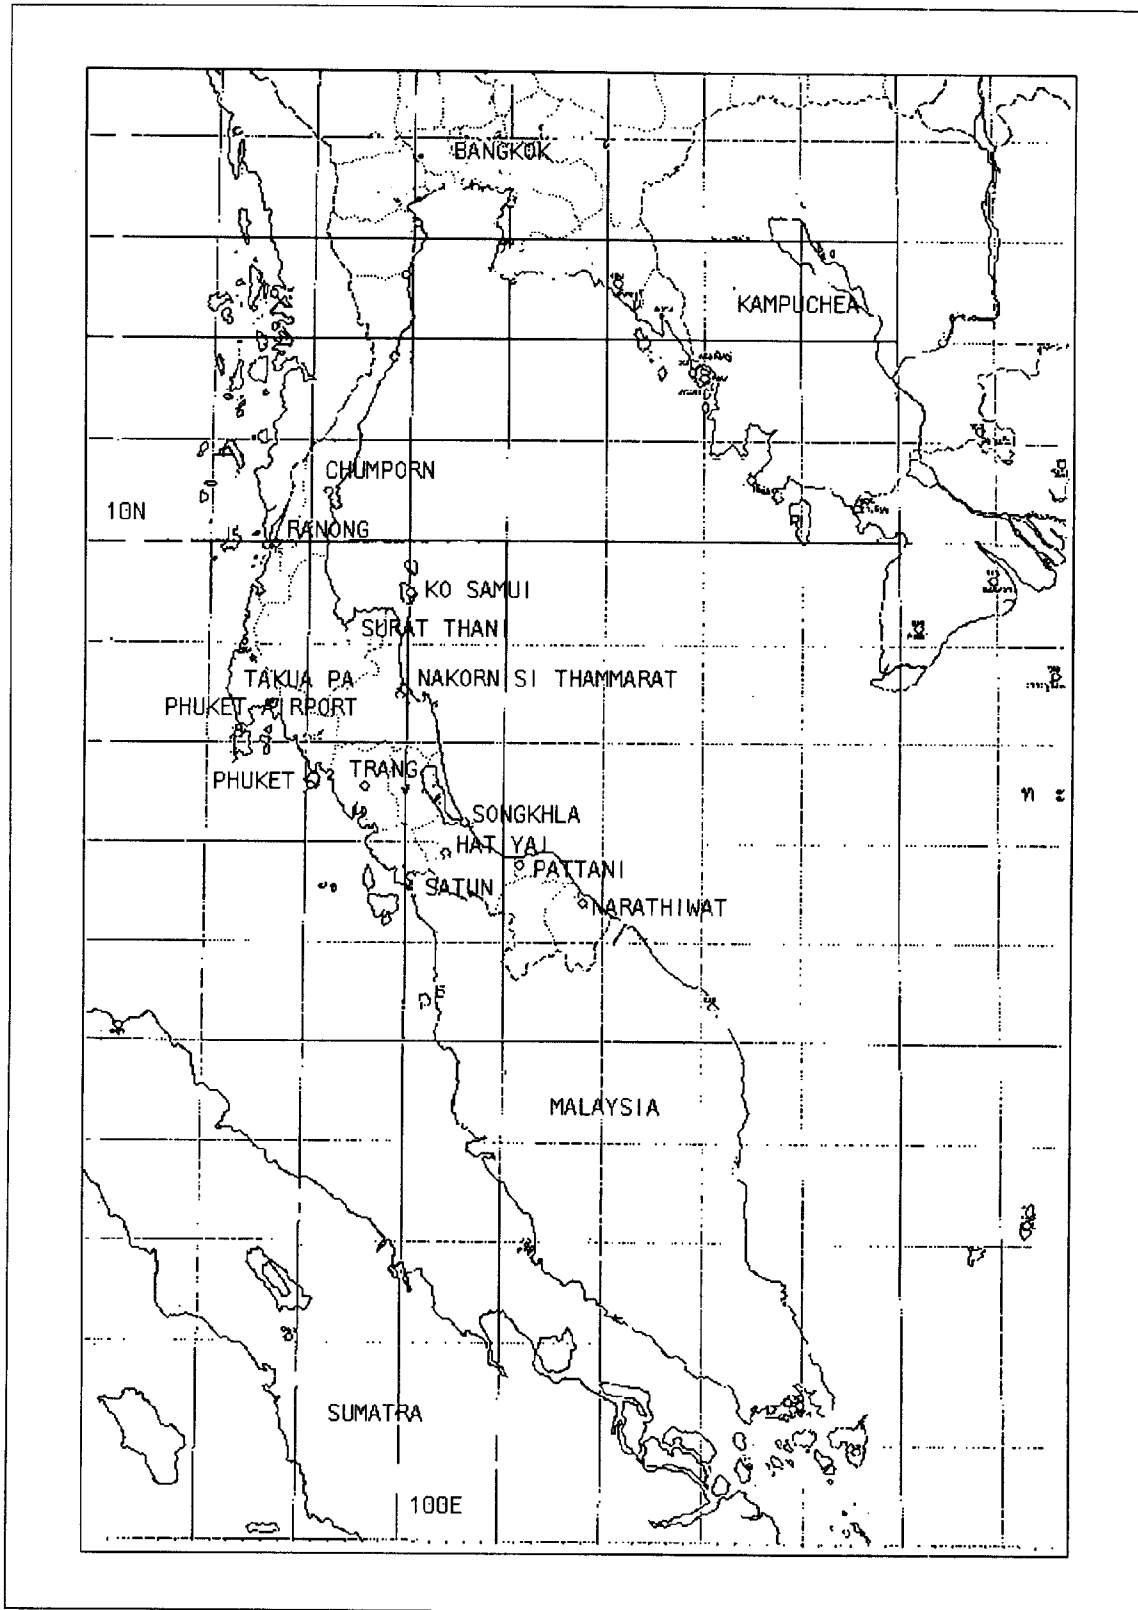 BANGKOK
KAMPUCHEA
CHUMPORN
10N
RANONG
KO SAMUI
SURAT THANI
TAKUA PA
NAKORN SI THAMMARAT
PHUKET AIRPORT
PHUKET
TRANG
SONGKHLA
HAT YAI
PATTANI
SATUN
NARATHIWAT
MALAYSIA
SUMATRA
100E